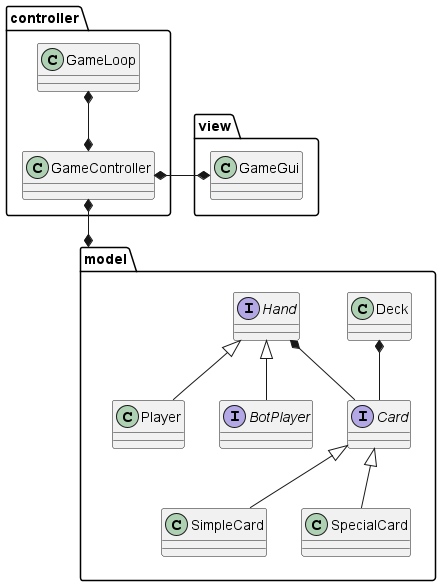 controller
C GameLoop
view
C GameController
C GameGui
model
I Hand
C Deck
C Player
I BotPlayer
I Card
C SimpleCard
C SpecialCard